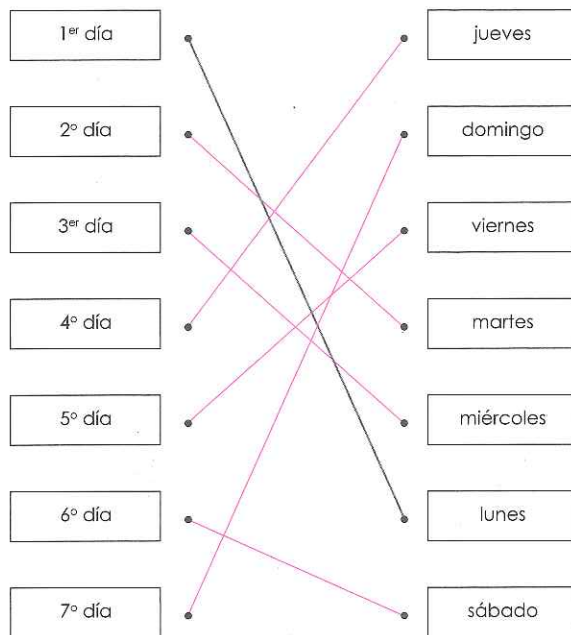 1er día jueves
2o día domingo
3er día viernes
4o día martes
5o día miércoles
6o día lunes
7o día sábado